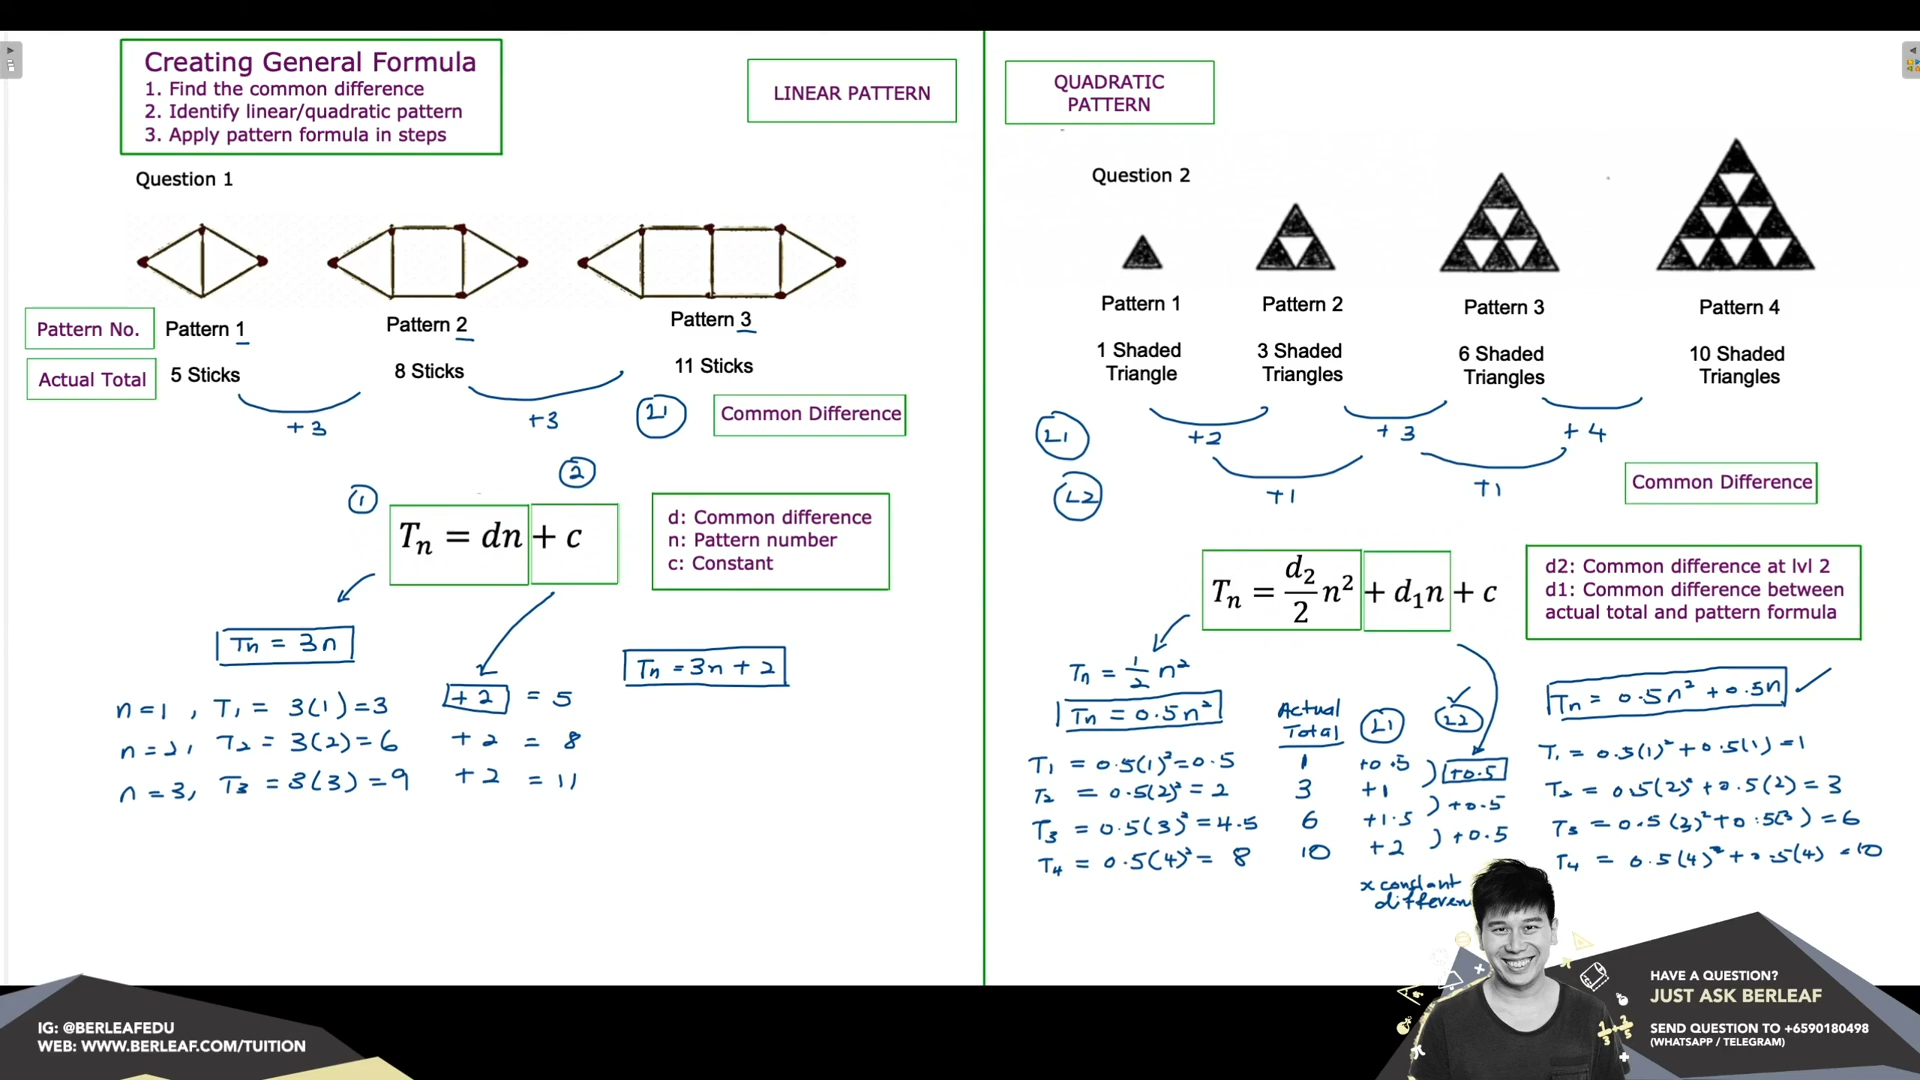 Creating General Formula
1. Find the common difference
2. Identify linear/quadratic pattern
3. Apply pattern formula in steps
LINEAR PATTERN
Question 1
Pattern No.
Pattern 1
Pattern 2
Pattern 3
Actual Total
5 Sticks
8 Sticks
11 Sticks
+3
+3
L1
Common Difference
1
2
Tn = dn + c
d: Common difference
n: Pattern number
c: Constant
Tn = 3n
Tn = 3n + 2
n=1, T1 = 3(1)=3 +2 = 5
n=2, T2 = 3(2)=6 +2 = 8
n=3, T3 = 3(3)=9 +2 = 11
QUADRATIC
PATTERN
Question 2
Pattern 1
Pattern 2
Pattern 3
Pattern 4
1 Shaded
Triangle
3 Shaded
Triangles
6 Shaded
Triangles
10 Shaded
Triangles
L1
+2
+3
+4
L2
+1
+1
Common Difference
Tn = d2/2 n² + d1n + c
d2: Common difference at lvl 2
d1: Common difference between
actual total and pattern formula
Tn = 1/2 n²
Tn = 0.5n²
Actual
Total
L1
L2
Tn = 0.5n² + 0.5n
T1 = 0.5(1)² = 0.5 1 +0.5 +0.5
T2 = 0.5(2)² = 2 3 +1 +0.5
T3 = 0.5(3)² = 4.5 6 +1.5 +0.5
T4 = 0.5(4)² = 8 10 +2
x constant
differen
T1 = 0.5(1)² + 0.5(1) = 1
T2 = 0.5(2)² + 0.5(2) = 3
T3 = 0.5(3)² + 0.5(3) = 6
T4 = 0.5(4)² + 0.5(4) = 10
IG: @BERLEAFEDU
WEB: WWW.BERLEAF.COM/TUITION
HAVE A QUESTION?
JUST ASK BERLEAF
SEND QUESTION TO +6590180498
(WHATSAPP / TELEGRAM)